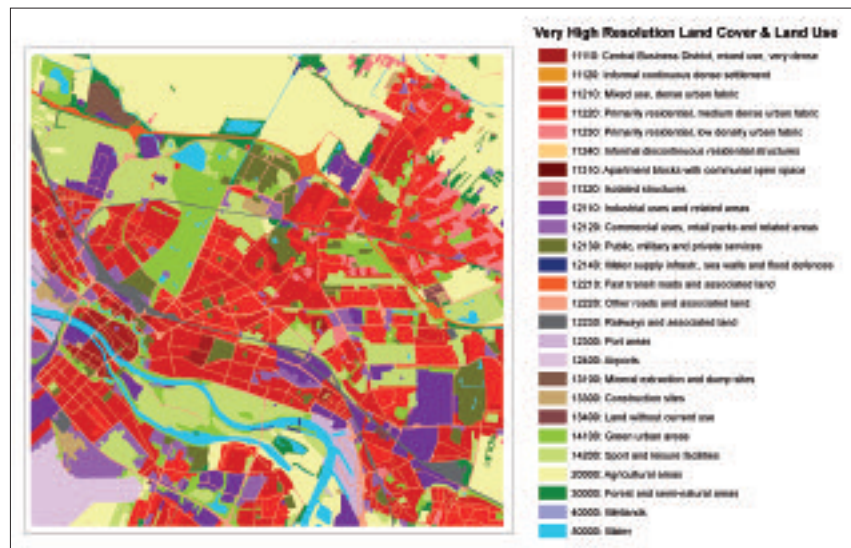 Very High Resolution Land Cover & Land Use
11110: Central Business District, mixed use, very dense
11120: Informal continuous dense settlement
11210: Mixed use, dense urban fabric
11220: Primarily residential, medium dense urban fabric
11230: Primarily residential, low density urban fabric
11240: Informal discontinuous residential structures
11310: Apartment blocks with communal open space
11320: Isolated structures
12110: Industrial uses and related areas
12120: Commercial uses, retail parks and related areas
12130: Public, military and private services
12140: Water supply infrastr., sea walls and flood defences
12210: Fast transit roads and associated land
12220: Other roads and associated land
12230: Railways and associated land
12300: Port areas
12400: Airports
13100: Mineral extraction and dump sites
13300: Construction sites
13400: Land without current use
14100: Green urban areas
14200: Sport and leisure facilities
20000: Agricultural areas
30000: Forest and semi-natural areas
40000: Wetlands
50000: Water